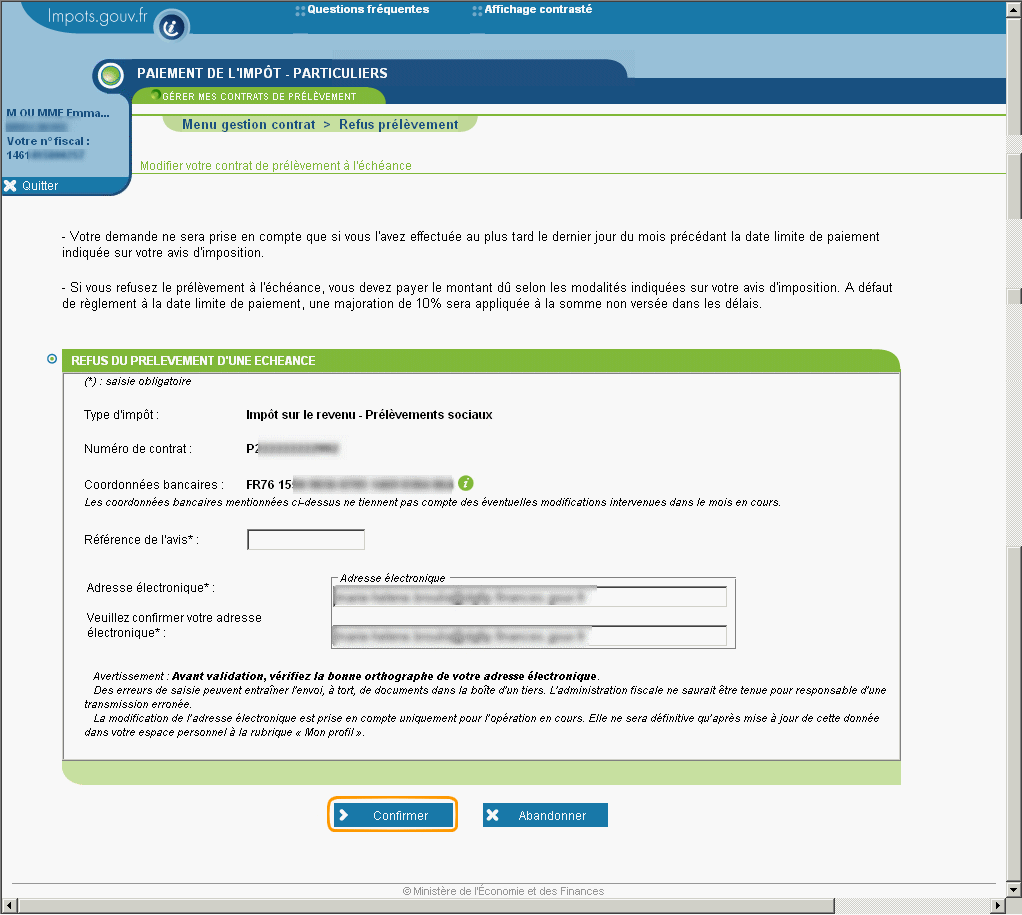 Impots.gouv.fr
Questions fréquentes
Affichage contrasté
PAIEMENT DE L'IMPÔT - PARTICULIERS
GÉRER MES CONTRATS DE PRÉLÈVEMENT
M OU MME Emma...
Votre n° fiscal :
1461
Quitter
Menu gestion contrat > Refus prélèvement
Modifier votre contrat de prélèvement à l'échéance
- Votre demande ne sera prise en compte que si vous l'avez effectuée au plus tard le dernier jour du mois précédant la date limite de paiement
indiquée sur votre avis d'imposition.
- Si vous refusez le prélèvement à l'échéance, vous devez payer le montant dû selon les modalités indiquées sur votre avis d'imposition. A défaut
de règlement à la date limite de paiement, une majoration de 10% sera appliquée à la somme non versée dans les délais.
REFUS DU PRELEVEMENT D'UNE ECHEANCE
(*) : saisie obligatoire
Type d'impôt : Impôt sur le revenu - Prélèvements sociaux
Numéro de contrat : P2
Coordonnées bancaires : FR76 15
Les coordonnées bancaires mentionnées ci-dessus ne tiennent pas compte des éventuelles modifications intervenues dans le mois en cours.
Référence de l'avis* :
Adresse électronique
Adresse électronique* :
Veuillez confirmer votre adresse
électronique* :
Avertissement : Avant validation, vérifiez la bonne orthographe de votre adresse électronique.
Des erreurs de saisie peuvent entraîner l'envoi, à tort, de documents dans la boîte d'un tiers. L'administration fiscale ne saurait être tenue pour responsable d'une
transmission erronée.
La modification de l'adresse électronique est prise en compte uniquement pour l'opération en cours. Elle ne sera définitive qu'après mise à jour de cette donnée
dans votre espace personnel à la rubrique « Mon profil ».
Confirmer
Abandonner
© Ministère de l'Économie et des Finances